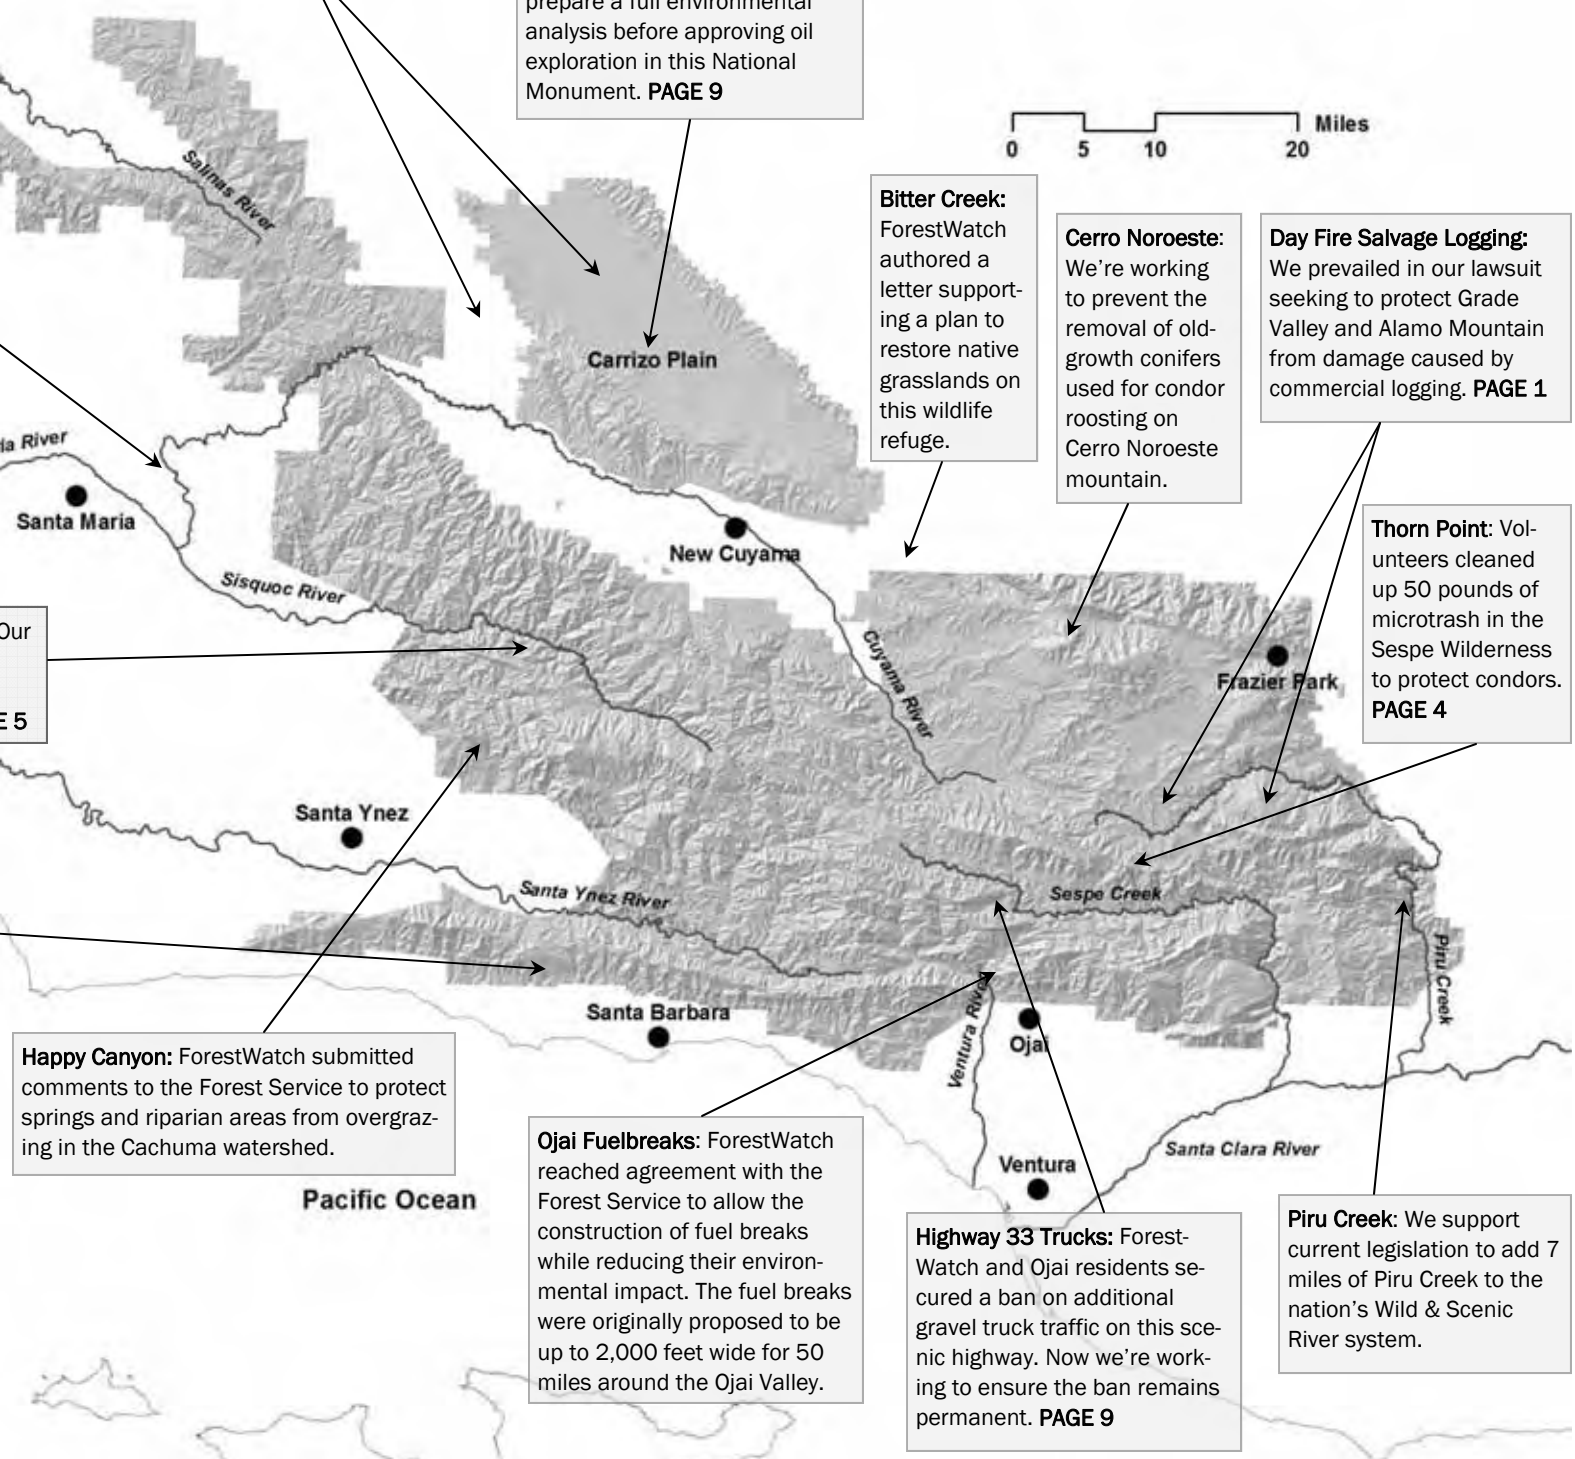 prepare a full environmental
analysis before approving oil
exploration in this National
Monument. PAGE 9
Miles
0 5 10 20
Salinas River
Bitter Creek:
ForestWatch
authored a
letter support-
ing a plan to
restore native
grasslands on
this wildlife
refuge.
Cerro Noroeste:
We're working
to prevent the
removal of old-
growth conifers
used for condor
roosting on
Cerro Noroeste
mountain.
Day Fire Salvage Logging:
We prevailed in our lawsuit
seeking to protect Grade
Valley and Alamo Mountain
from damage caused by
commercial logging. PAGE 1
Carrizo Plain
ia River
Santa Maria
New Cuyama
Sisquoc River
Thorn Point: Vol-
unteers cleaned
up 50 pounds of
microtrash in the
Sespe Wilderness
to protect condors.
PAGE 4
Our
E 5
Cuyama River
Frazier Park
Santa Ynez
Santa Ynez River
Sespe Creek
Piru Creek
Santa Barbara
Ventura River
Ojai
Happy Canyon: ForestWatch submitted
comments to the Forest Service to protect
springs and riparian areas from overgraz-
ing in the Cachuma watershed.
Pacific Ocean
Ojai Fuelbreaks: ForestWatch
reached agreement with the
Forest Service to allow the
construction of fuel breaks
while reducing their environ-
mental impact. The fuel breaks
were originally proposed to be
up to 2,000 feet wide for 50
miles around the Ojai Valley.
Ventura
Santa Clara River
Highway 33 Trucks: Forest-
Watch and Ojai residents se-
cured a ban on additional
gravel truck traffic on this sce-
nic highway. Now we're work-
ing to ensure the ban remains
permanent. PAGE 9
Piru Creek: We support
current legislation to add 7
miles of Piru Creek to the
nation's Wild & Scenic
River system.